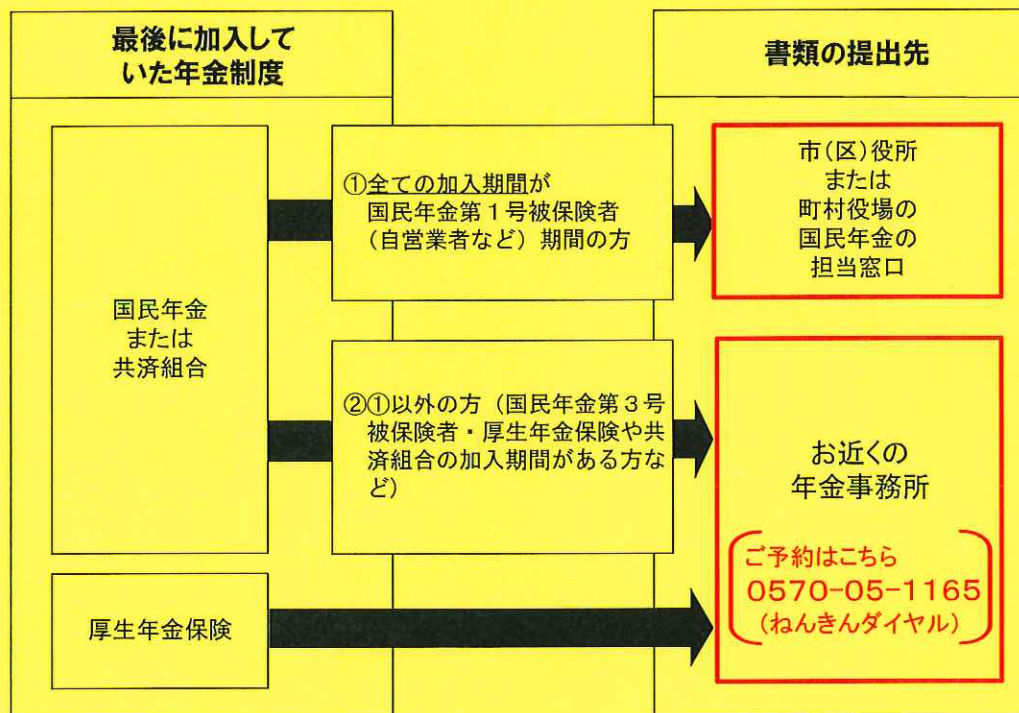 最後に加入して
いた年金制度
書類の提出先
国民年金
または
共済組合
①全ての加入期間が
国民年金第１号被保険者
（自営業者など）期間の方
市(区)役所
または
町村役場の
国民年金の
担当窓口
②①以外の方（国民年金第３号
被保険者・厚生年金保険や共
済組合の加入期間がある方な
ど）
お近くの
年金事務所
ご予約はこちら
0570-05-1165
(ねんきんダイヤル)
厚生年金保険